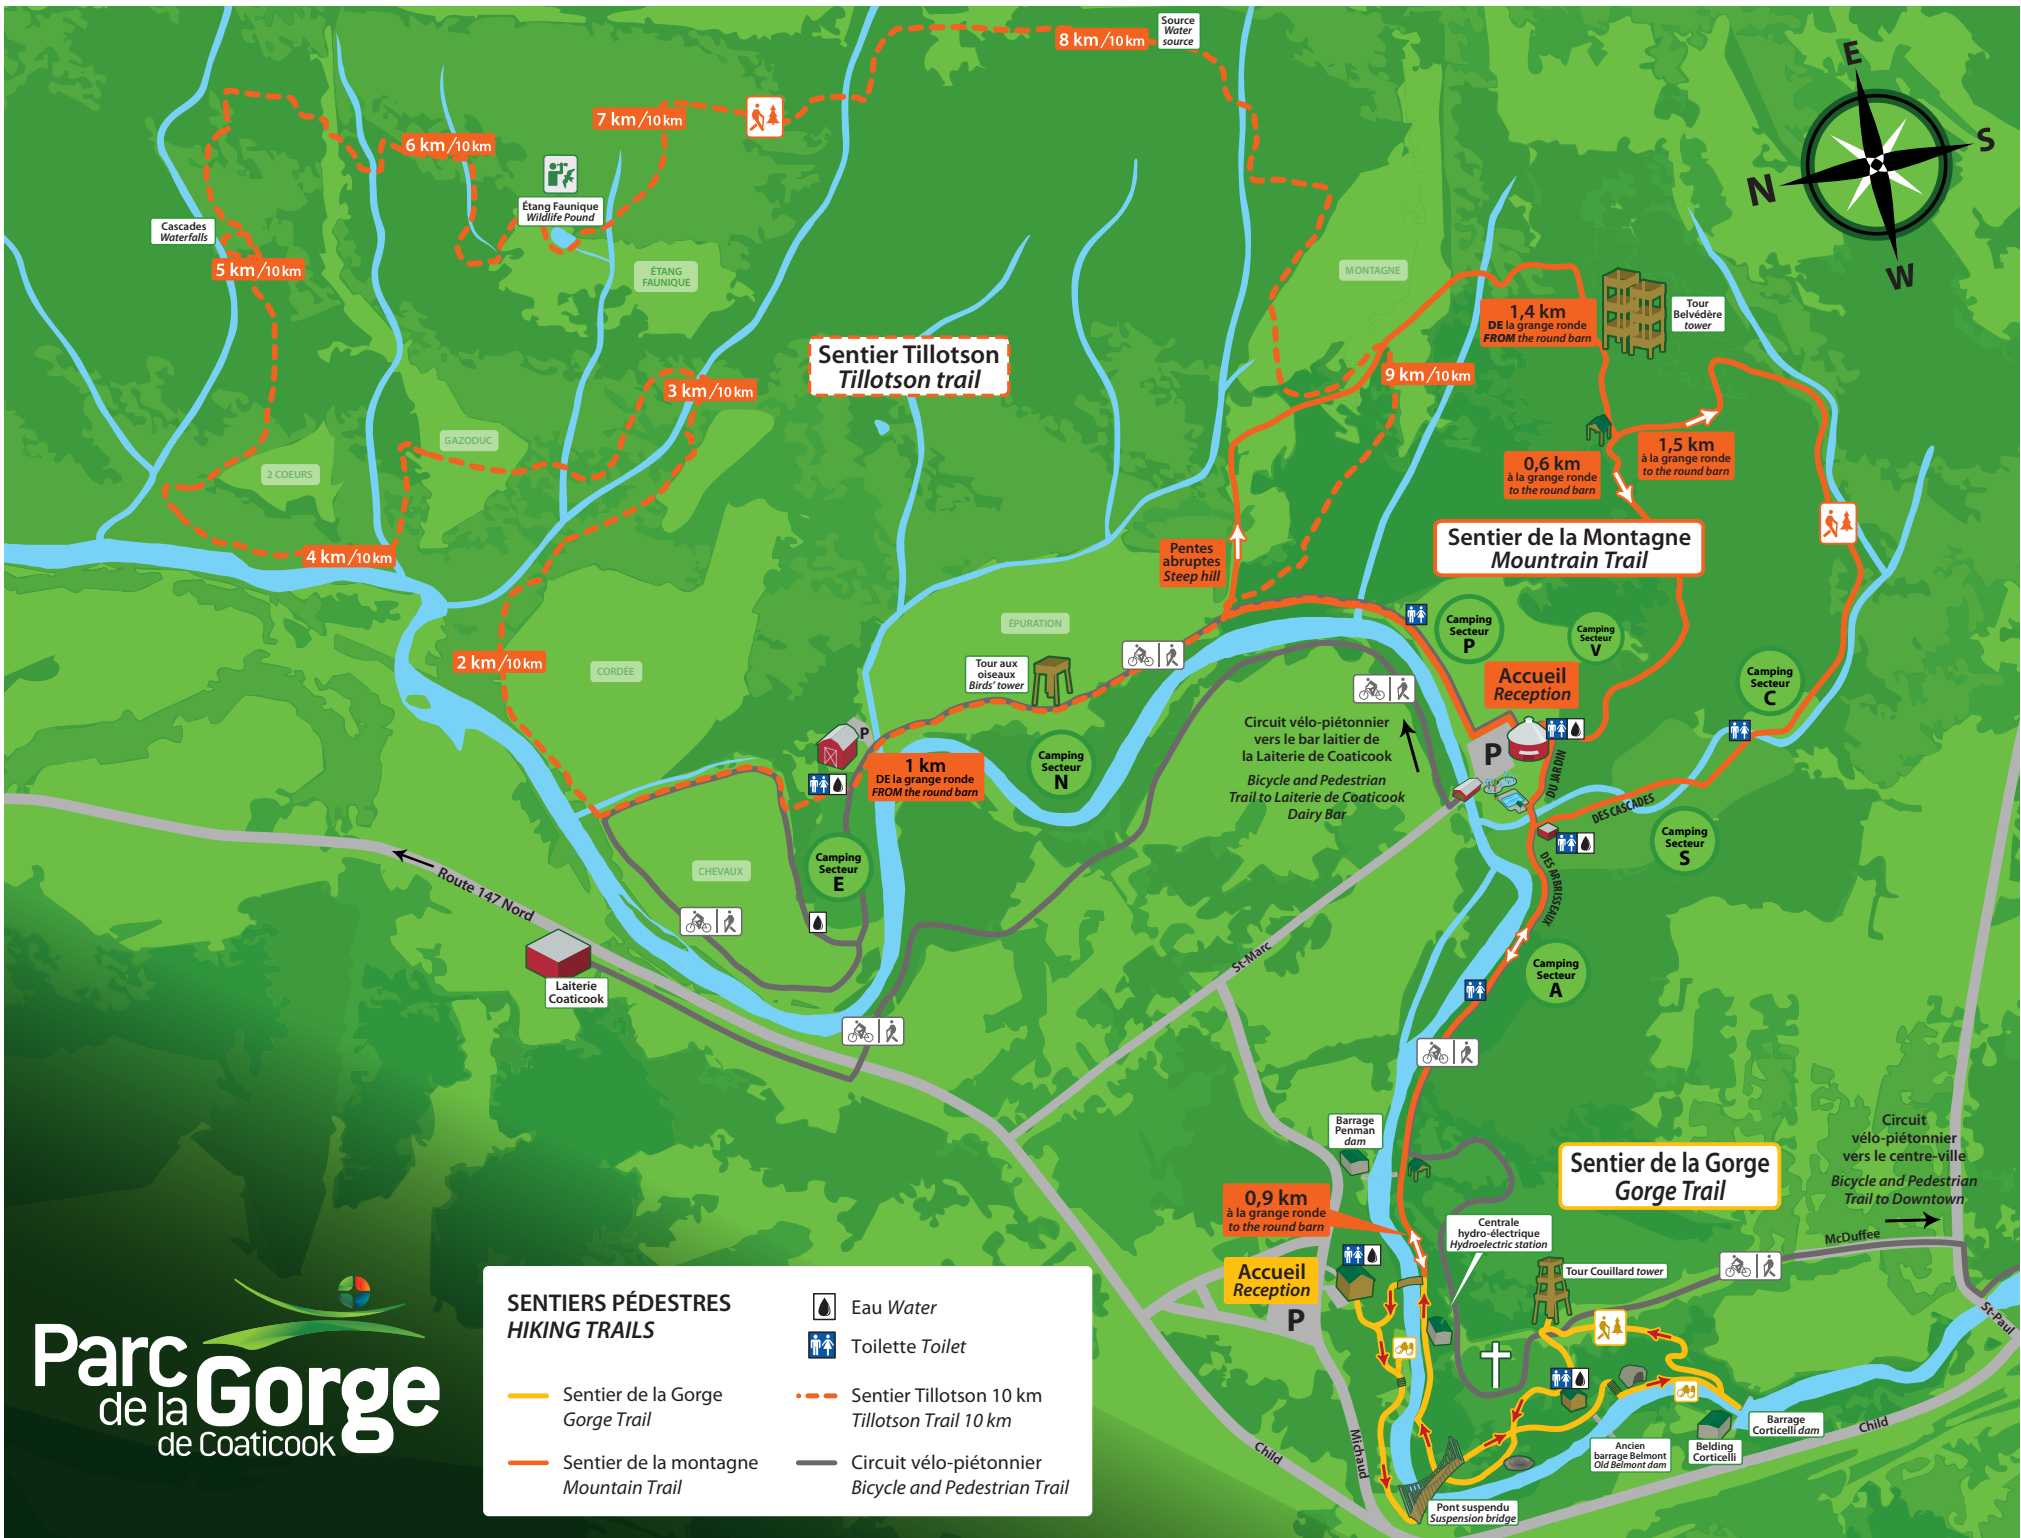 8 km/10 km
Source
Water
source
E
S
N
W
7 km/10 km
6 km/10 km
Étang Faunique
Wildlife Pound
Cascades
Waterfalls
5 km/10 km
ÉTANG
FAUNIQUE
MONTAGNE
1,4 km
DE la grange ronde
FROM the round barn
Tour
Belvédère
tower
Sentier Tillotson
Tillotson trail
3 km/10 km
9 km/10 km
GAZODUC
2 COEURS
0,6 km
à la grange ronde
to the round barn
1,5 km
à la grange ronde
to the round barn
4 km/10 km
Pentes
abruptes
Steep hill
Sentier de la Montagne
Mountrain Trail
ÉPURATION
Camping
Secteur
P
Camping
Secteur
V
2 km/10 km
CORDÉE
Tour aux
oiseaux
Birds' tower
Accueil
Reception
Camping
Secteur
C
P
Circuit vélo-piétonnier
vers le bar laitier de
la Laiterie de Coaticook
Bicycle and Pedestrian
Trail to Laiterie de Coaticook
Dairy Bar
P
1 km
DE la grange ronde
FROM the round barn
Camping
Secteur
N
DU JARDIN
DES CASCADES
Camping
Secteur
S
Camping
Secteur
E
CHEVAUX
DES ARBRISSEAUX
Route 147 Nord
St-Marc
Camping
Secteur
A
Laiterie
Coaticook
Barrage
Penman
dam
Circuit
vélo-piétonnier
vers le centre-ville
Bicycle and Pedestrian
Trail to Downtown
Sentier de la Gorge
Gorge Trail
0,9 km
à la grange ronde
to the round barn
Centrale
hydro-électrique
Hydroelectric station
McDuffee
Accueil
Reception
P
Tour Couillard tower
St-Paul
Michaud
Child
Child
Ancien
barrage Belmont
Old Belmont dam
Belding
Corticelli
Barrage
Corticelli dam
Pont suspendu
Suspension bridge
Parc
de la Gorge
de Coaticook
SENTIERS PÉDESTRES
HIKING TRAILS
Sentier de la Gorge
Gorge Trail
Sentier de la montagne
Mountain Trail
Eau Water
Toilette Toilet
Sentier Tillotson 10 km
Tillotson Trail 10 km
Circuit vélo-piétonnier
Bicycle and Pedestrian Trail